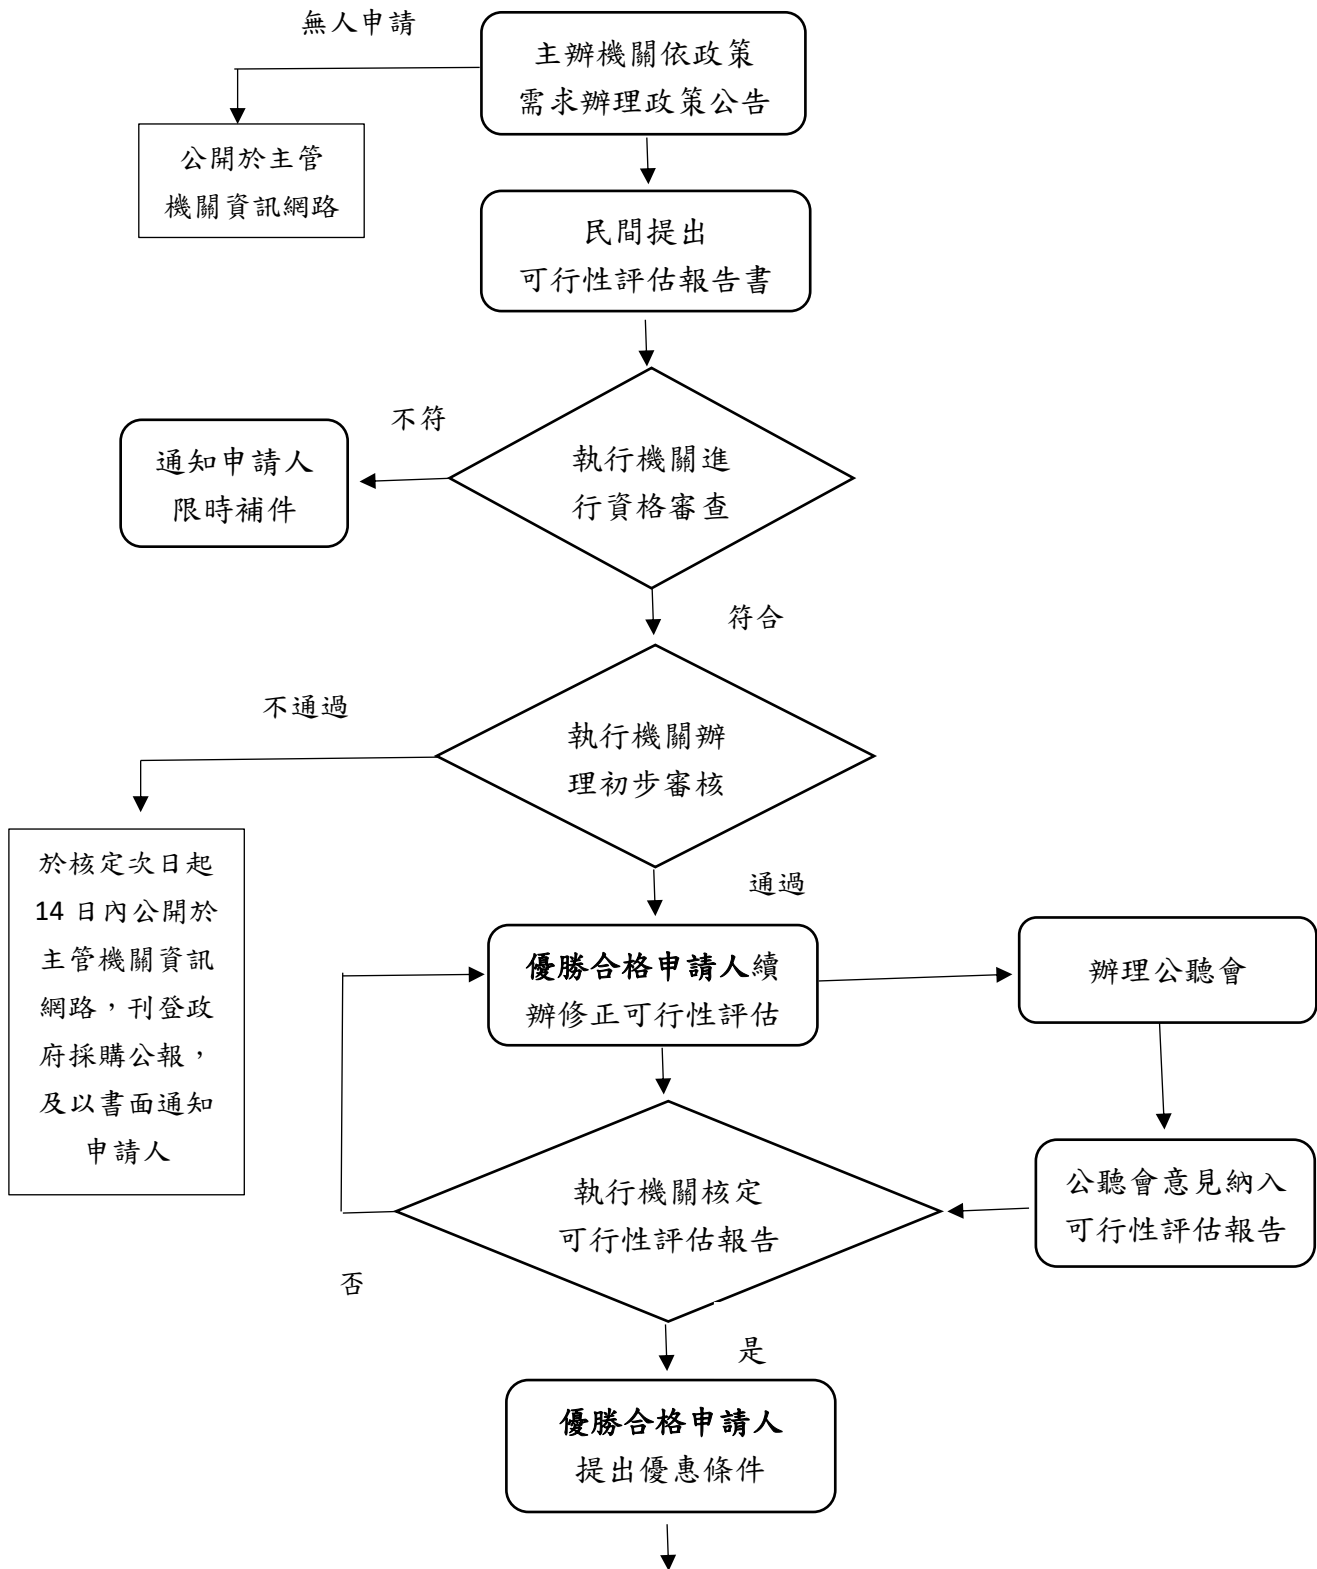 無人申請
主辦機關依政策
需求辦理政策公告
公開於主管
機關資訊網路
民間提出
可行性評估報告書
不符
通知申請人
限時補件
執行機關進
行資格審查
符合
不通過
執行機關辦
理初步審核
於核定次日起
14 日內公開於
主管機關資訊
網路，刊登政
府採購公報，
及以書面通知
申請人
通過
優勝合格申請人續
辦修正可行性評估
辦理公聽會
公聽會意見納入
可行性評估報告
執行機關核定
可行性評估報告
否
是
優勝合格申請人
提出優惠條件